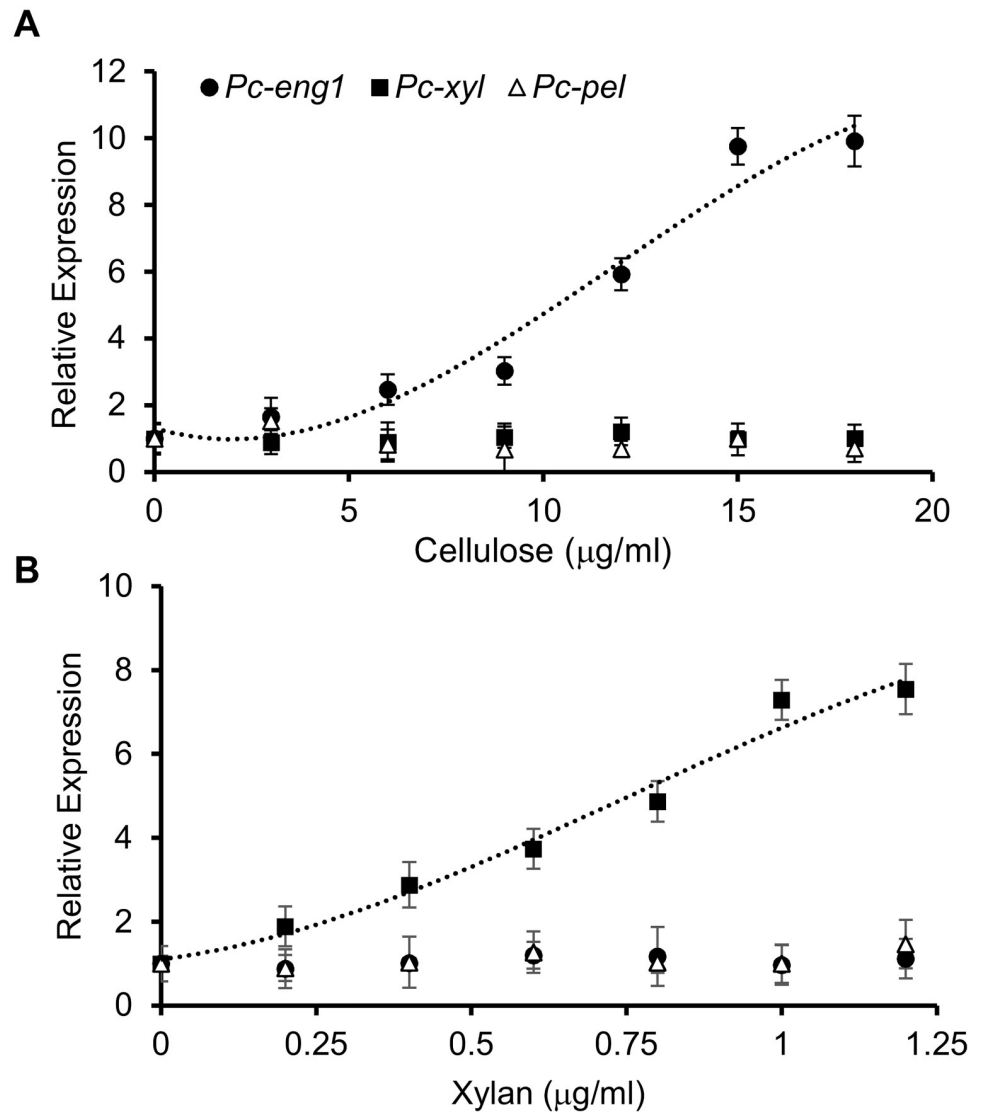 A
12
● Pc-eng1 ■ Pc-xyl △ Pc-pel
10
8
6
4
2
0
Relative Expression
0 5 10 15 20
Cellulose (μg/ml)
B
10
8
6
4
2
0
Relative Expression
0 0.25 0.5 0.75 1 1.25
Xylan (μg/ml)